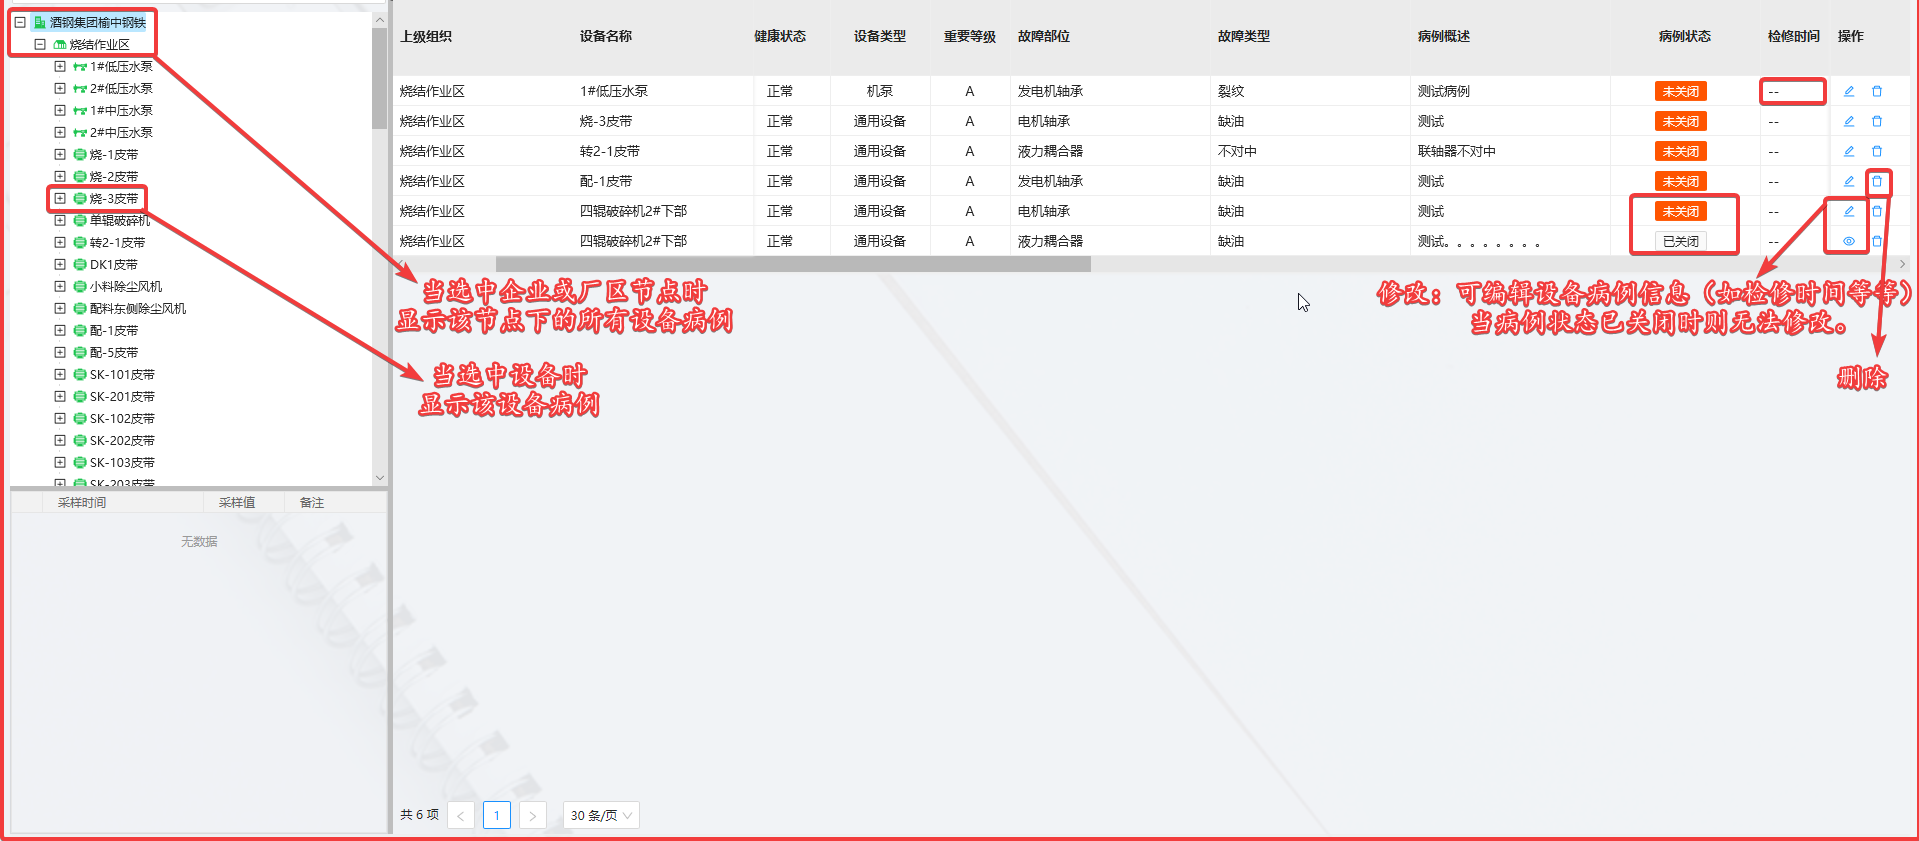 酒钢集团榆中钢铁
烧结作业区
1#低压水泵
2#低压水泵
1#中压水泵
2#中压水泵
烧-1皮带
烧-2皮带
烧-3皮带
单辊破碎机
转2-1皮带
DK1皮带
小料除尘风机
配料东侧除尘风机
配-1皮带
配-5皮带
SK-101皮带
SK-201皮带
SK-102皮带
SK-202皮带
SK-103皮带
SK-203皮带
采样时间 采样值 备注
无数据
上级组织 设备名称 健康状态 设备类型 重要等级 故障部位 故障类型 病例概述 病例状态 检修时间 操作
烧结作业区 1#低压水泵 正常 机泵 A 发电机轴承 裂纹 测试病例 未关闭 --
烧结作业区 烧-3皮带 正常 通用设备 A 电机轴承 缺油 测试 未关闭 --
烧结作业区 转2-1皮带 正常 通用设备 A 液力耦合器 不对中 联轴器不对中 未关闭 --
烧结作业区 配-1皮带 正常 通用设备 A 发电机轴承 缺油 测试 未关闭 --
烧结作业区 四辊破碎机2#下部 正常 通用设备 A 电机轴承 缺油 测试 未关闭 --
烧结作业区 四辊破碎机2#下部 正常 通用设备 A 液力耦合器 缺油 测试。。。。。。。。 已关闭 --
当选中企业或厂区节点时
显示该节点下的所有设备病例
当选中设备时
显示该设备病例
修改：可编辑设备病例信息（如检修时间等等）
当病例状态已关闭时则无法修改。
删除
共 6 项 < 1 > 30 条/页